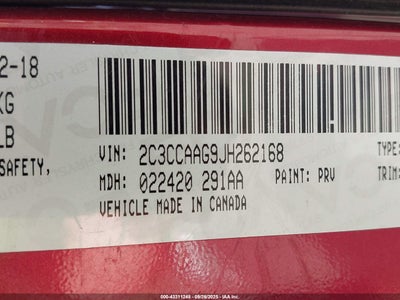 2-18
KG
LB
SAFETY,
VIN: 2C3CCAAG9JH262168 TYPE:
MDH: 022420 291AA PAINT: PRV TRIM:
VEHICLE MADE IN CANADA
000-43311249 - 09/28/2025 - IAA Inc.